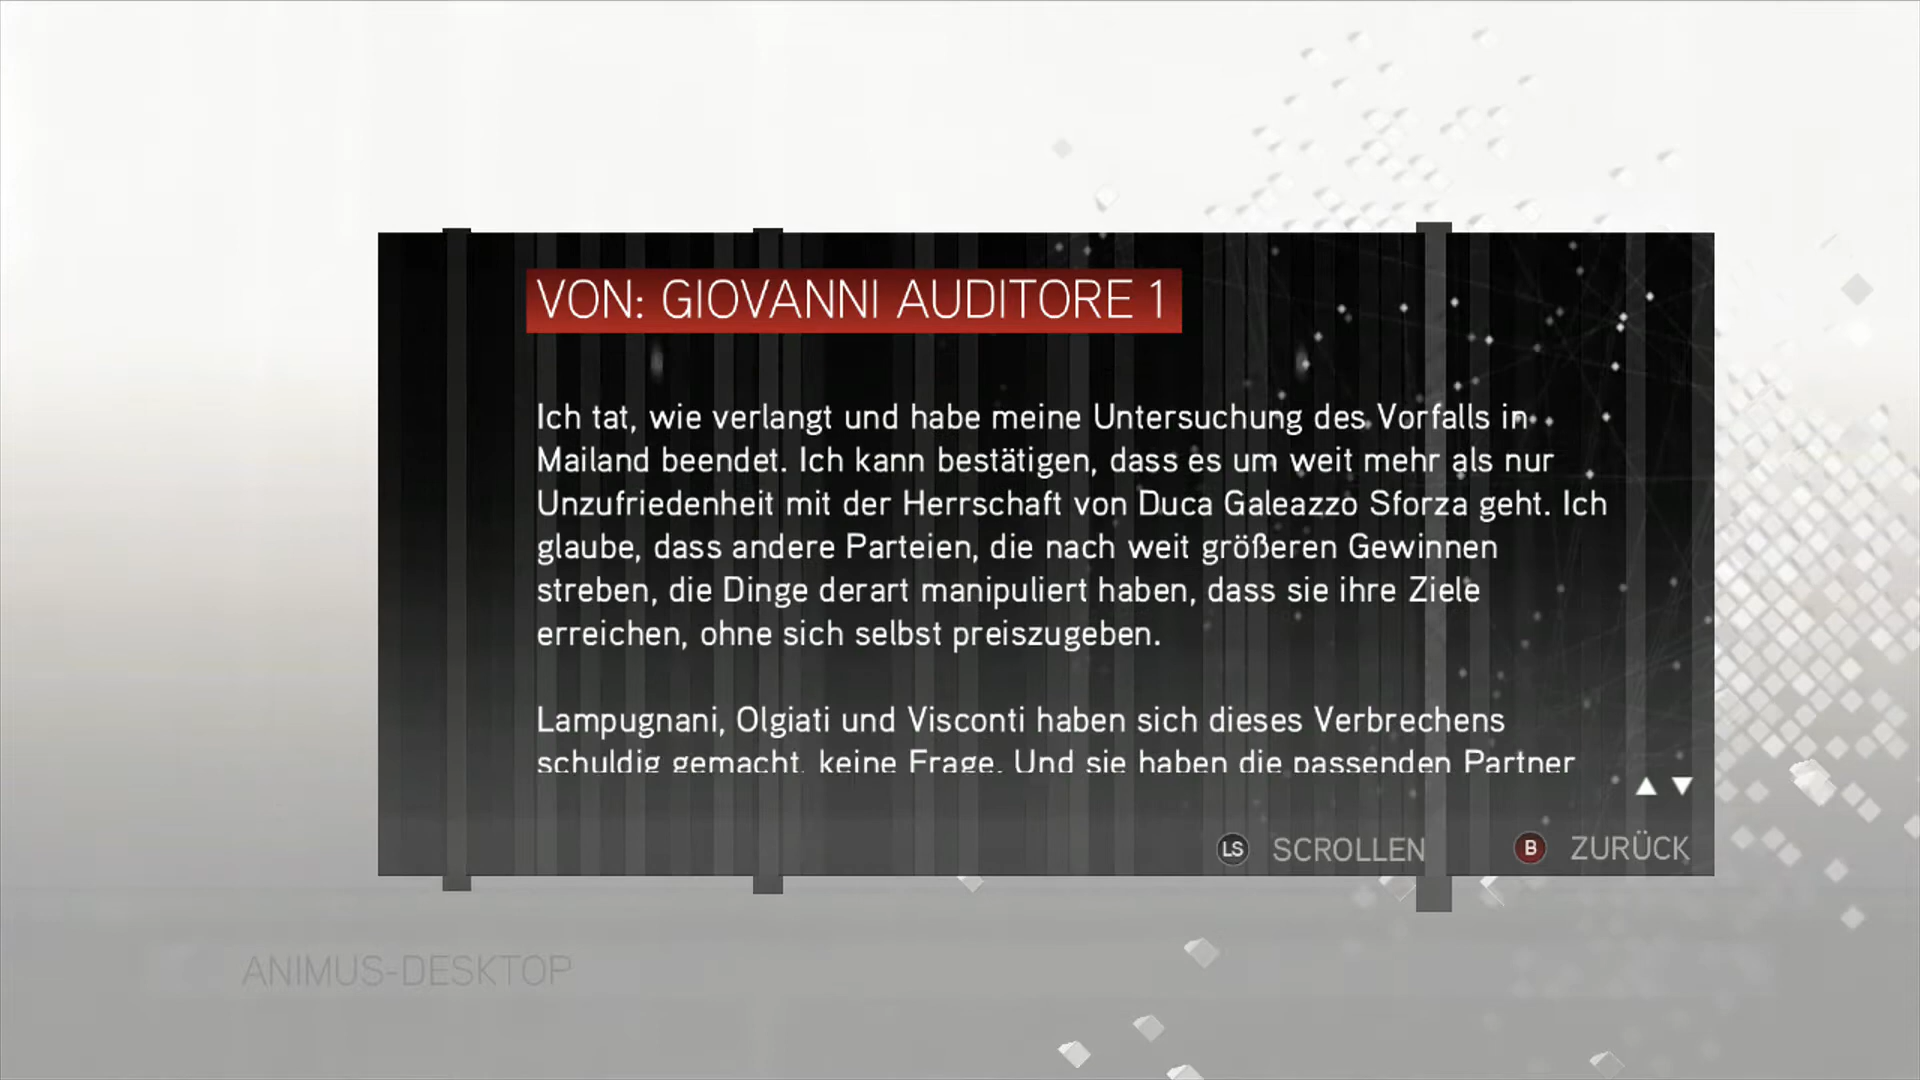 VON: GIOVANNI AUDITORE 1
Ich tat, wie verlangt und habe meine Untersuchung des Vorfalls in
Mailand beendet. Ich kann bestätigen, dass es um weit mehr als nur
Unzufriedenheit mit der Herrschaft von Duca Galeazzo Sforza geht. Ich
glaube, dass andere Parteien, die nach weit größeren Gewinnen
streben, die Dinge derart manipuliert haben, dass sie ihre Ziele
erreichen, ohne sich selbst preiszugeben.
Lampugnani, Olgiati und Visconti haben sich dieses Verbrechens
schuldig gemacht, keine Frage. Und sie haben die passenden Partner
LS SCROLLEN
B ZURÜCK
ANIMUS-DESKTOP